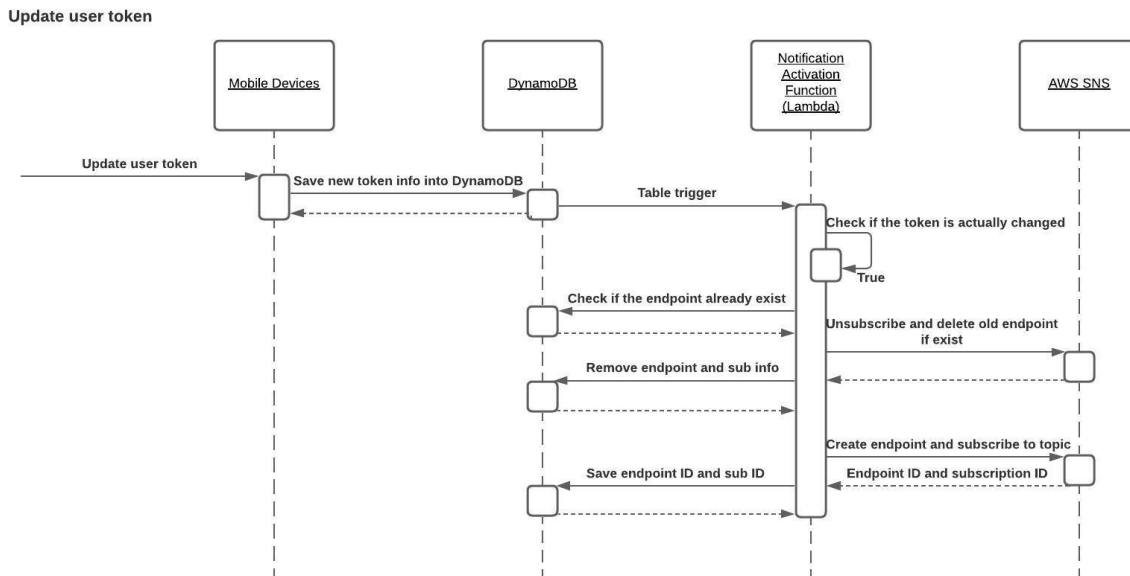 Update user token
Mobile Devices
DynamoDB
Notification
Activation
Function
(Lambda)
AWS SNS
Update user token
Save new token info into DynamoDB
Table trigger
Check if the token is actually changed
True
Check if the endpoint already exist
Unsubscribe and delete old endpoint
if exist
Remove endpoint and sub info
Create endpoint and subscribe to topic
Save endpoint ID and sub ID
Endpoint ID and subscription ID